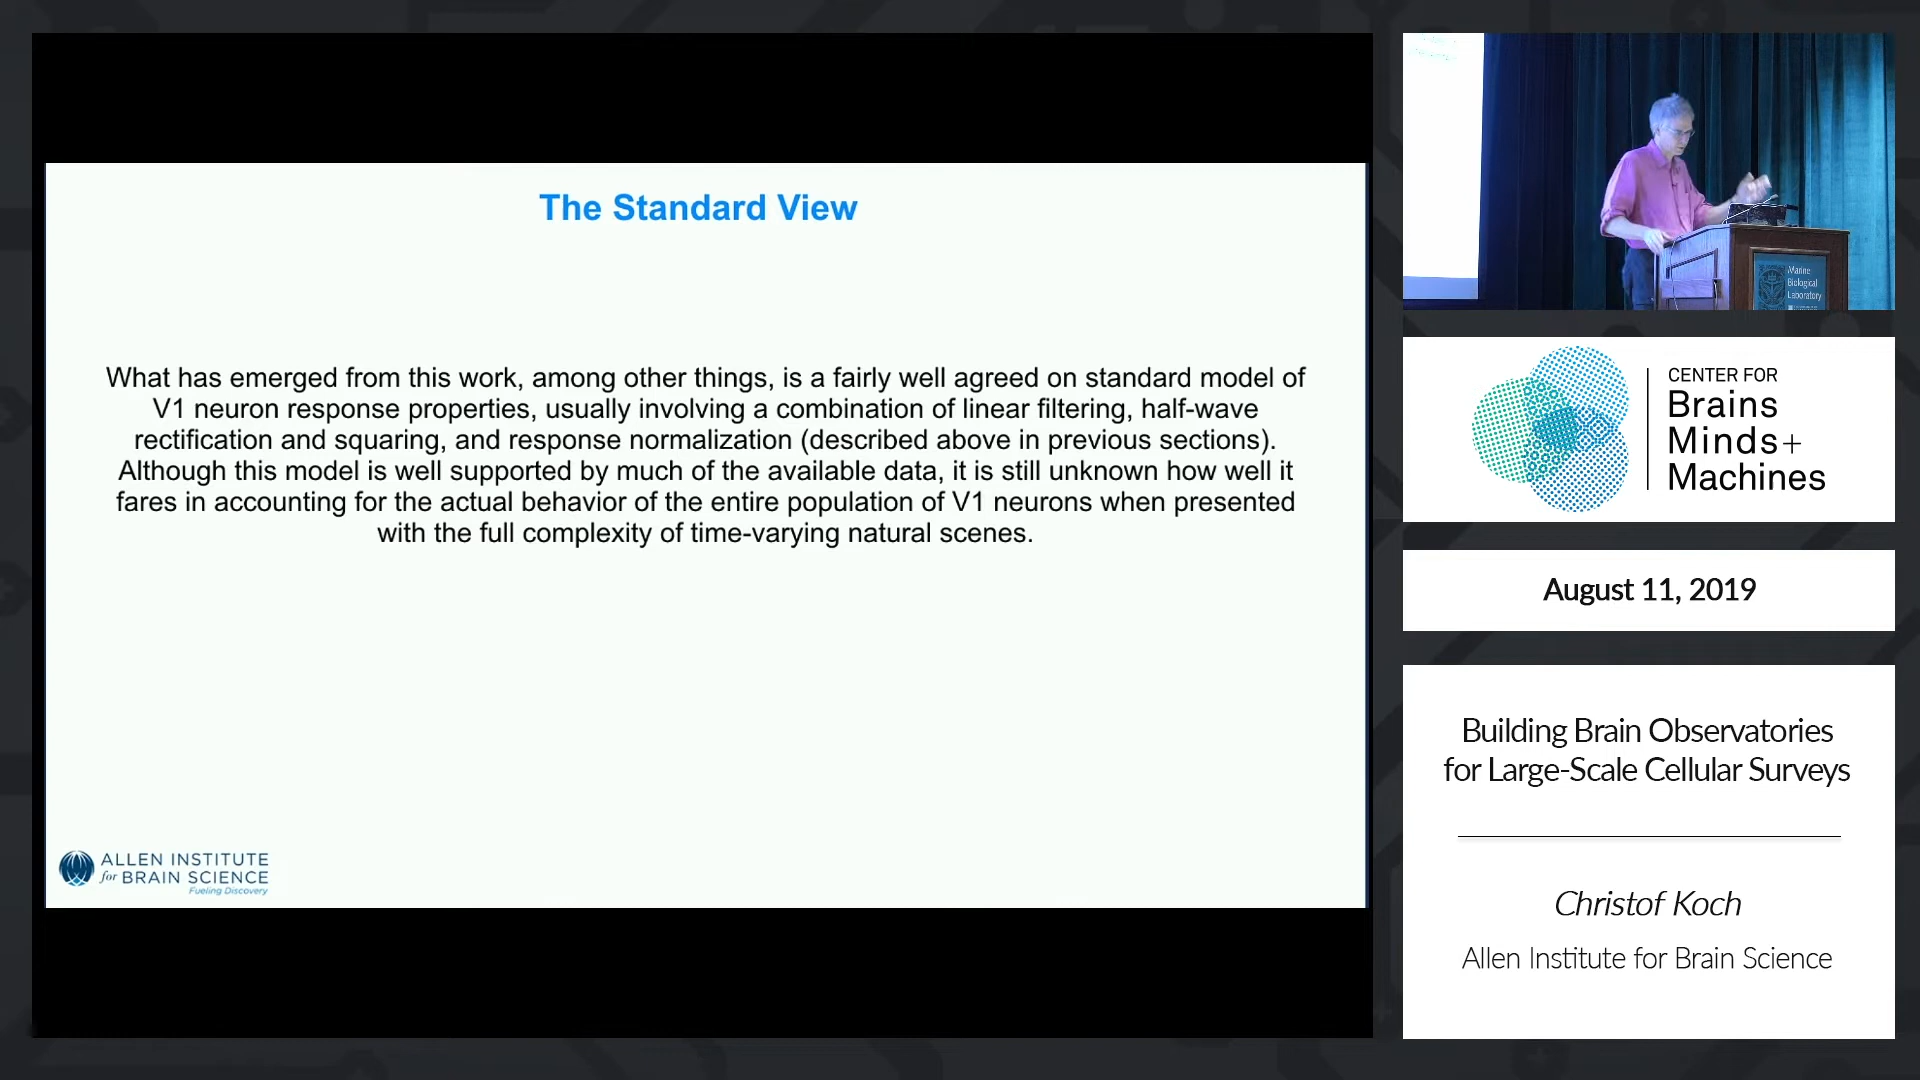 The Standard View
What has emerged from this work, among other things, is a fairly well agreed on standard model of
V1 neuron response properties, usually involving a combination of linear filtering, half-wave
rectification and squaring, and response normalization (described above in previous sections).
Although this model is well supported by much of the available data, it is still unknown how well it
fares in accounting for the actual behavior of the entire population of V1 neurons when presented
with the full complexity of time-varying natural scenes.
ALLEN INSTITUTE
for BRAIN SCIENCE
Fueling Discovery
Marine
Biological
Laboratory
CENTER FOR
Brains
Minds+
Machines
August 11, 2019
Building Brain Observatories
for Large-Scale Cellular Surveys
Christof Koch
Allen Institute for Brain Science